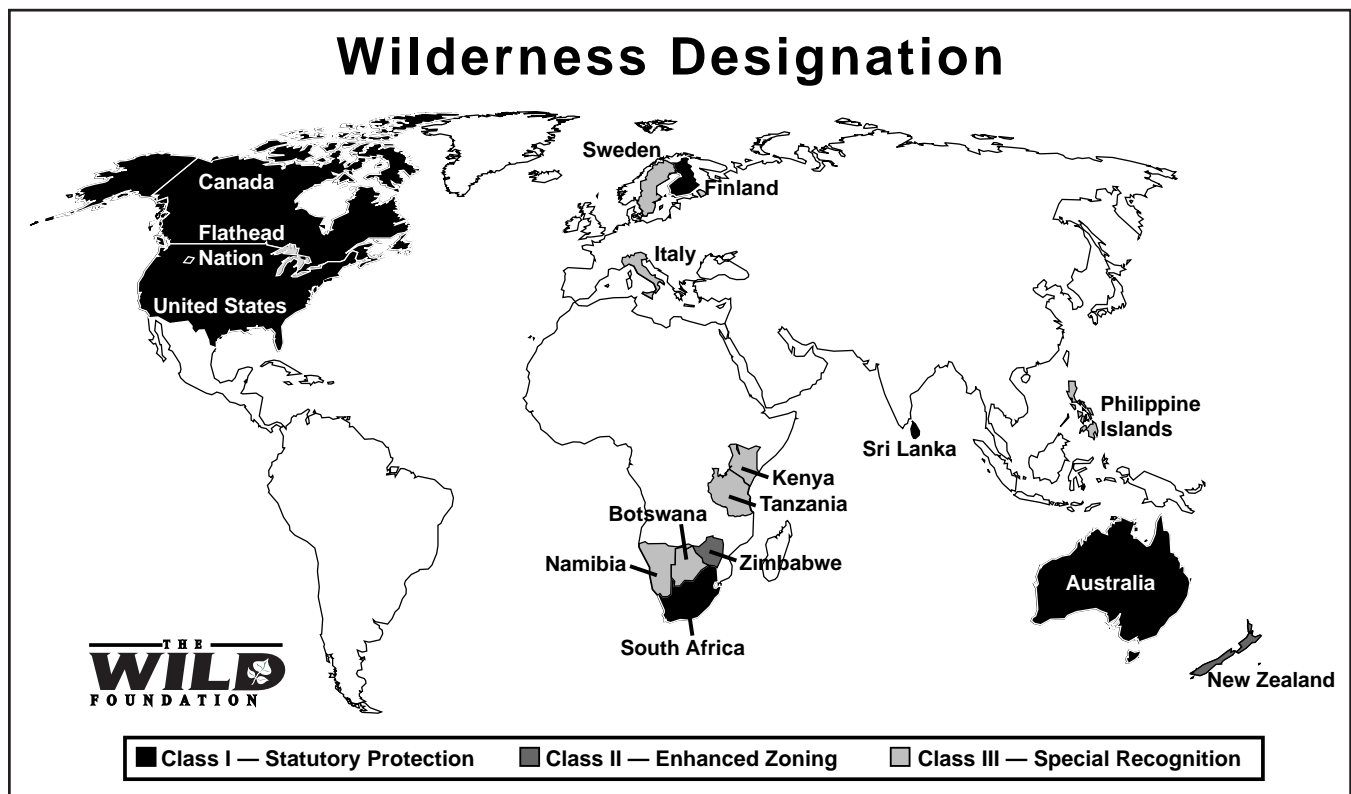 Wilderness Designation
Sweden
Canada
Finland
Flathead
Nation
Italy
United States
Philippine
Islands
Sri Lanka
Kenya
Tanzania
Botswana
Namibia
Zimbabwe
Australia
South Africa
THE
WILD
FOUNDATION
New Zealand
Class I — Statutory Protection
Class II — Enhanced Zoning
Class III — Special Recognition